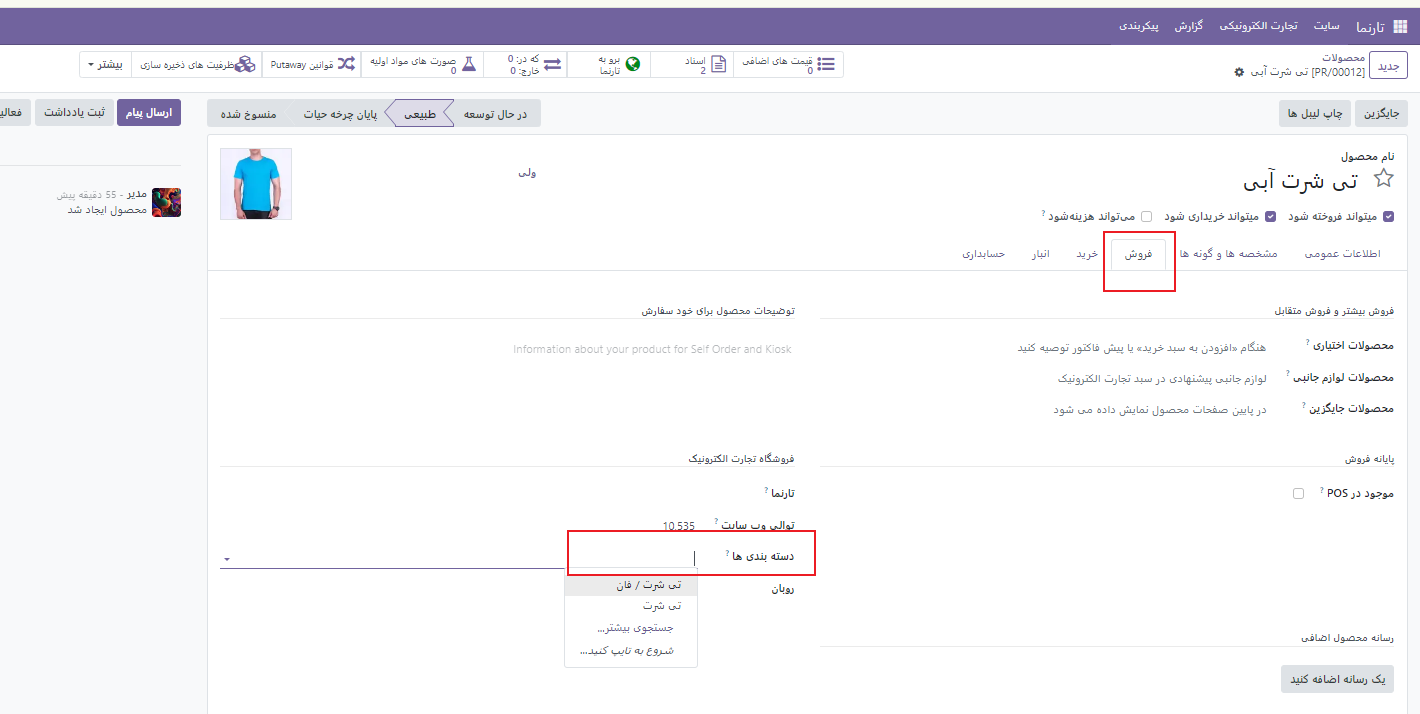 تارنما سایت تجارت الکترونیکی گزارش پیکربندی
جدید
محصولات
[PR/00012] تی شرت آبی
قیمت های اضافی
0
اسناد
2
برو به
تارنما
که در: 0
خارج: 0
صورت های مواد اولیه
0
قوانین Putaway
ظرفیت های ذخیره سازی
بیشتر
جایگزین
چاپ لیبل ها
در حال توسعه
طبیعی
پایان چرخه حیات
منسوخ شده
ارسال پیام
ثبت یادداشت
فعالی
نام محصول
تی شرت آبی
ولی
میتواند فروخته شود
میتواند خریداری شود
می‌تواند هزینه‌شود ?
مدیر - 55 دقیقه پیش
محصول ایجاد شد
اطلاعات عمومی
مشخصه ها و گونه ها
فروش
خرید
انبار
حسابداری
فروش بیشتر و فروش متقابل
محصولات اختیاری ?
هنگام «افزودن به سبد خرید» یا پیش فاکتور توصیه کنید
محصولات لوازم جانبی ?
لوازم جانبی پیشنهادی در سبد تجارت الکترونیک
محصولات جایگزین ?
در پایین صفحات محصول نمایش داده می شود
توضیحات محصول برای خود سفارش
Information about your product for Self Order and Kiosk
پایانه فروش
موجود در POS ?
فروشگاه تجارت الکترونیک
تارنما ?
توالی وب سایت ?
10,535
دسته بندی ها ?
تی شرت / فان
تی شرت
جستجوی بیشتر...
شروع به تایپ کنید...
روبان
رسانه محصول اضافی
یک رسانه اضافه کنید